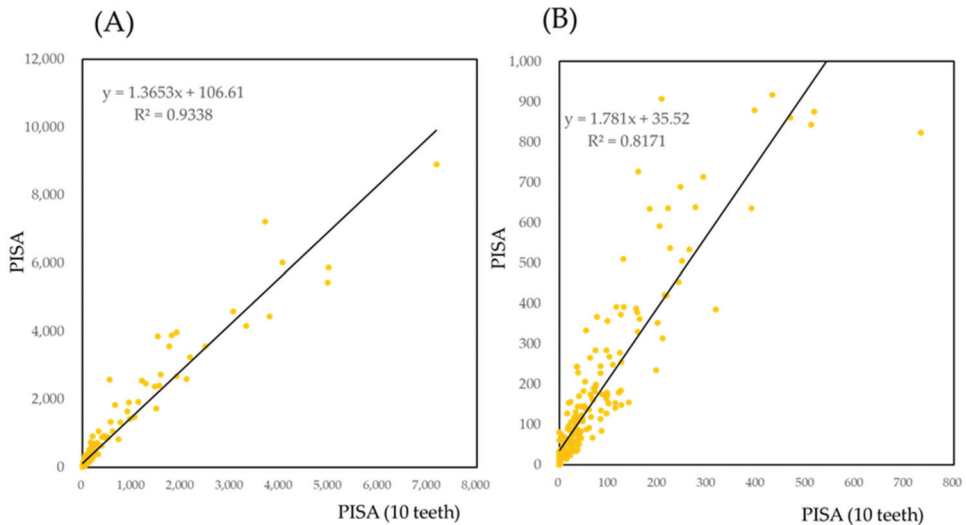 (A)
12,000
10,000
8,000
6,000
4,000
2,000
0
y = 1.3653x + 106.61
R² = 0.9338
PISA
0 1,000 2,000 3,000 4,000 5,000 6,000 7,000 8,000
PISA (10 teeth)
(B)
1,000
900
800
700
600
500
400
300
200
100
0
y = 1.781x + 35.52
R² = 0.8171
PISA
0 100 200 300 400 500 600 700 800
PISA (10 teeth)